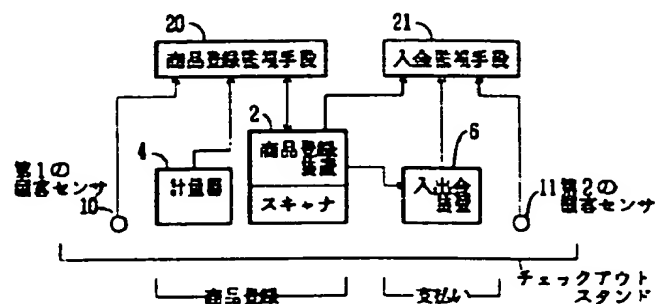 20
21
商品登録監視手段
入金監視手段
2
6
4
商品登録
装置
第1の
顧客センサ
計量器
入出金
装置
11 第2の
顧客センサ
10
スキャナ
チェックアウト
スタンド
商品登録
支払い